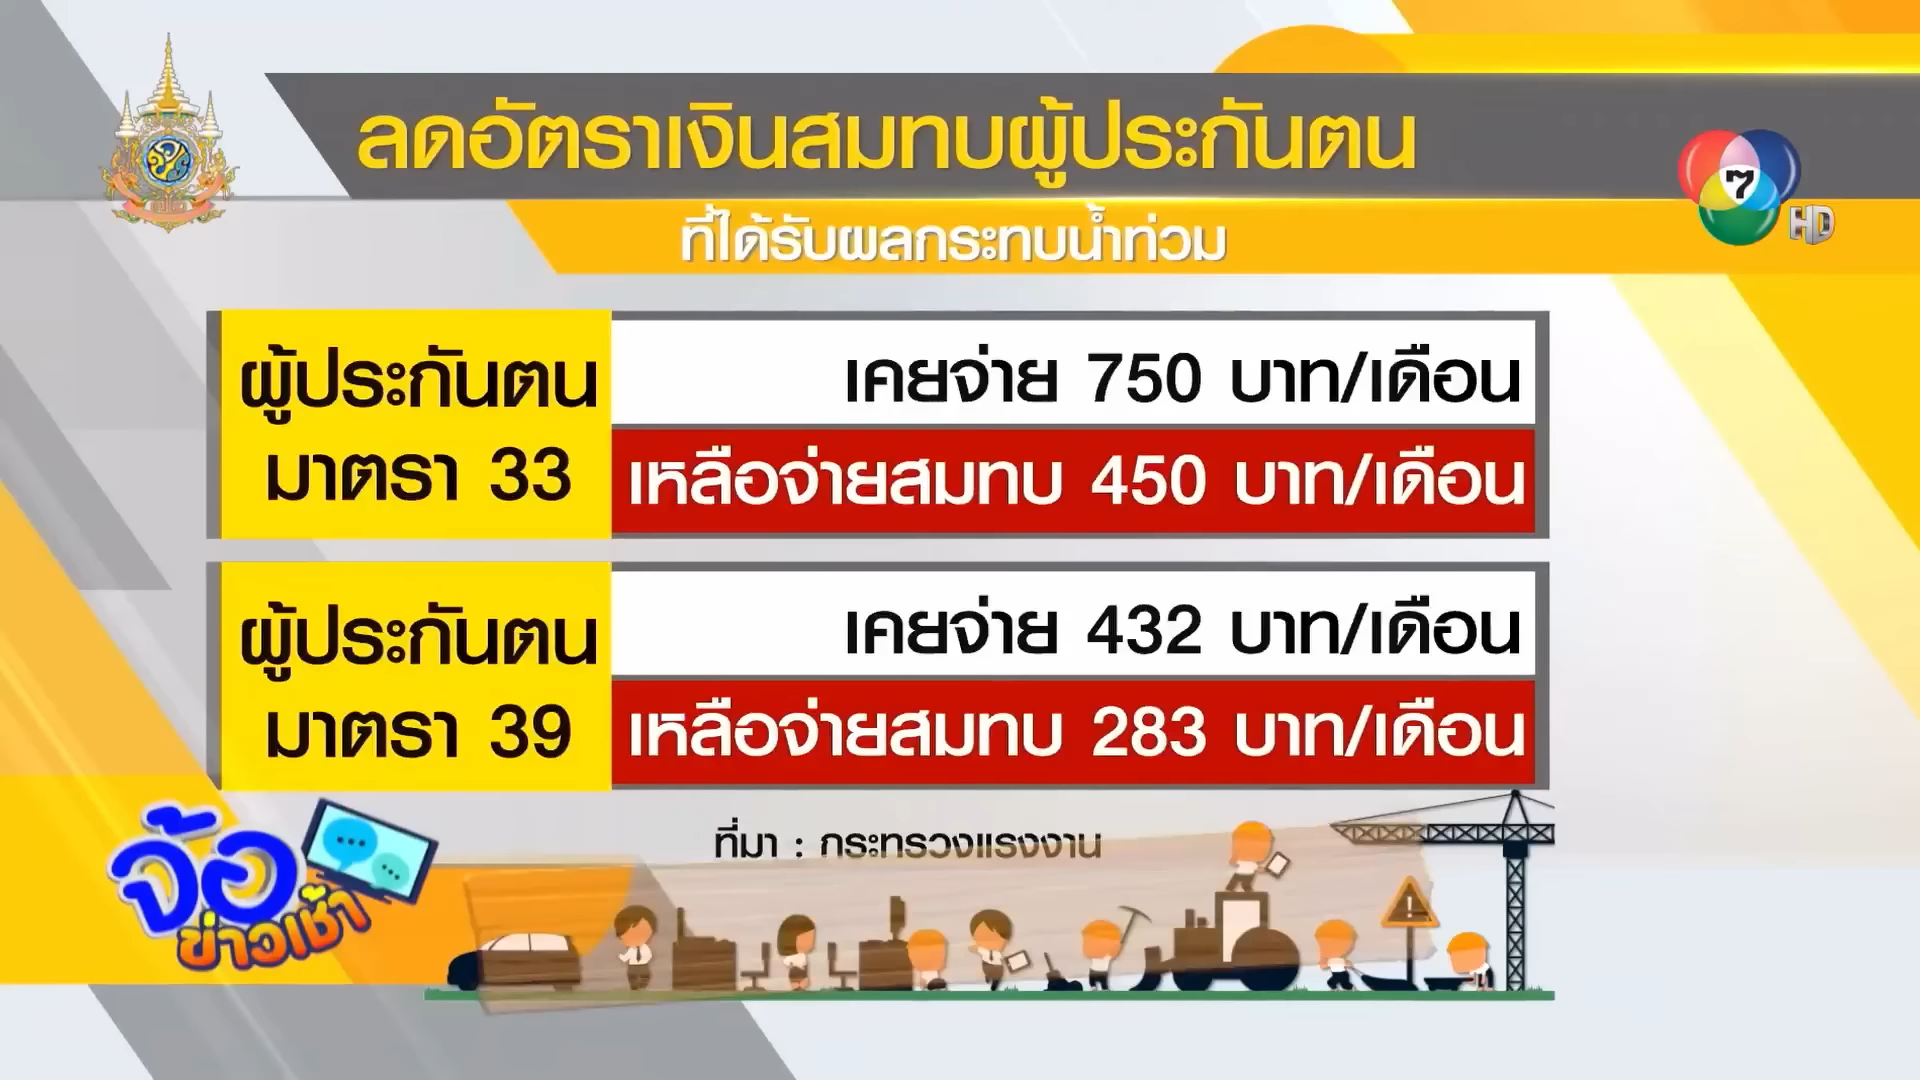 ลดอัตราเงินสมทบผู้ประกันตน
7
HD
ที่ได้รับผลกระทบน้ำท่วม
ผู้ประกันตน
มาตรา 33
เคยจ่าย 750 บาท/เดือน
เหลือจ่ายสมทบ 450 บาท/เดือน
ผู้ประกันตน
มาตรา 39
เคยจ่าย 432 บาท/เดือน
เหลือจ่ายสมทบ 283 บาท/เดือน
ที่มา : กระทรวงแรงงาน
จ้อ
ข่าวเช้า